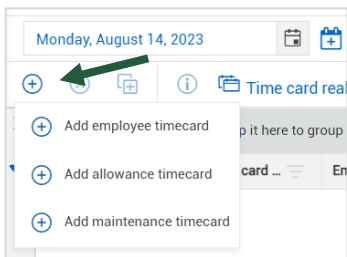 Monday, August 14, 2023
Time card real
Add employee timecard
p it here to group
Add allowance timecard
card ...
Em
Add maintenance timecard